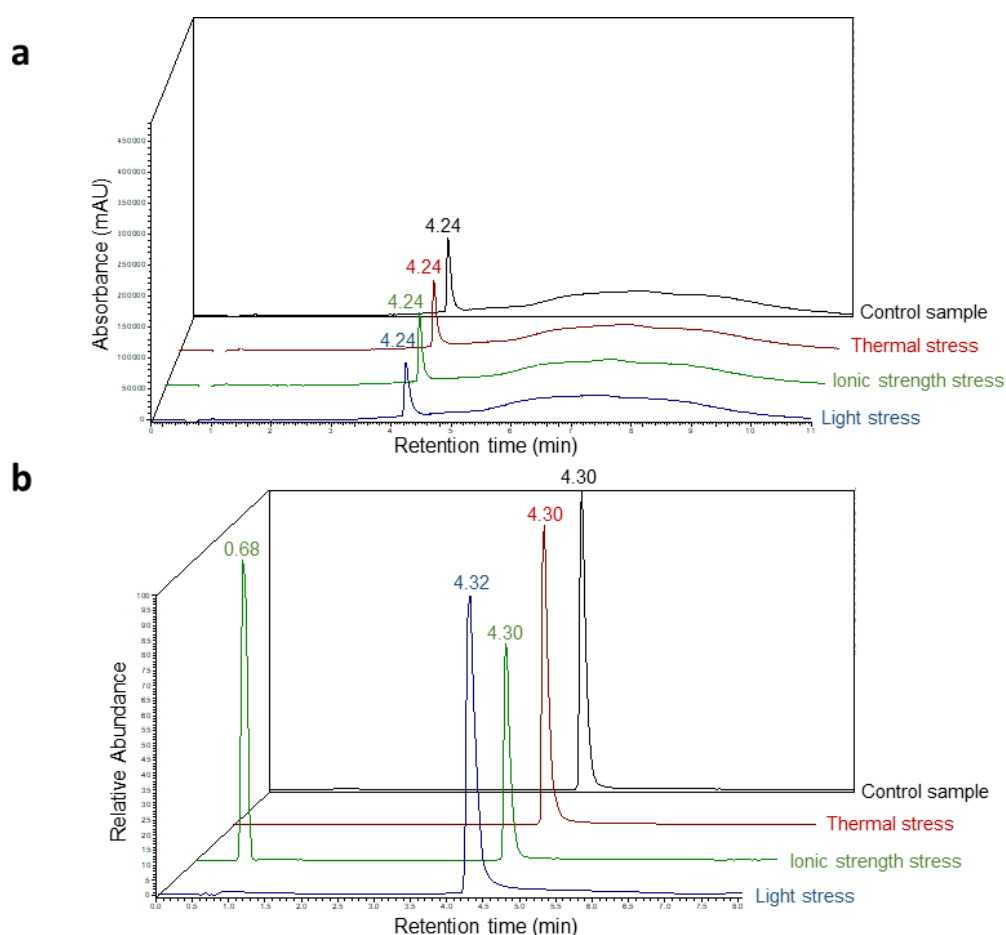 a
Absorbance (mAU)
450000
400000
350000
300000
250000
200000
150000
100000
50000
0
4.24
4.24
4.24
4.24
Control sample
Thermal stress
Ionic strength stress
Light stress
0 1 2 3 4 5 6 7 8 9 10 11
Retention time (min)
b
Relative Abundance
100
95
90
85
80
75
70
65
60
55
50
45
40
35
30
25
20
15
10
5
0
4.30
4.30
0.68
4.32
4.30
Control sample
Thermal stress
Ionic strength stress
Light stress
0.0 0.5 1.0 1.5 2.0 2.5 3.0 3.5 4.0 4.5 5.0 5.5 6.0 6.5 7.0 7.5 8.0
Retention time (min)